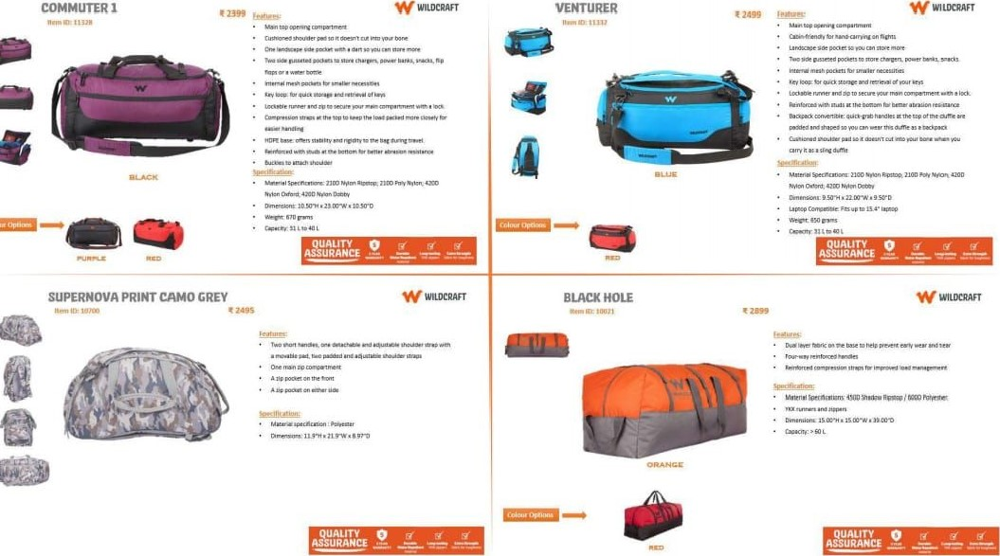 COMMUTER 1
Item ID: 11328
₹ 2399
WILDCRAFT
Features:
• Main top opening compartment
• Cushioned shoulder pad so it doesn't cut into your bone
• One landscape side pocket with a dart so you can store more
• Two side gusseted pockets to store chargers, power banks, snacks, flip
flops or a water bottle
• Internal mesh pockets for smaller necessities
• Key loop: for quick storage and retrieval of keys
• Lockable runner and zip to secure your main compartment with a lock.
• Compression straps at the top to keep the load packed more closely for
easier handling
• HDPE base: offers stability and rigidity to the bag during travel
• Reinforced with studs at the bottom for better abrasion resistance
• Buckles to attach shoulder
Specification:
• Material Specifications: 210D Nylon Ripstop; 210D Poly Nylon; 420D
Nylon Oxford; 420D Nylon Dobby
• Dimensions: 10.50"H x 23.00"W x 10.50"D
• Weight: 670 grams
• Capacity: 31 L to 40 L
BLACK
ur Options
PURPLE
RED
QUALITY
ASSURANCE
VENTURER
Item ID: 11332
₹ 2499
WILDCRAFT
Features:
• Main top opening compartment
• Cabin-friendly for hand-carrying on flights
• Landscape side pocket so you can store more
• Two side gusseted pockets to store chargers, power banks, snacks.
• Internal mesh pockets for smaller necessities
• Key loop: for quick storage and retrieval of your keys
• Lockable runner and zip to secure your main compartment with a lock.
• Reinforced with studs at the bottom for better abrasion resistance
• Backpack convertible: quick-grab handles at the top of the duffle are
padded and shaped so you can wear this duffle as a backpack
• Cushioned shoulder pad so it doesn't cut into your bone when you
carry it as a sling duffle
Specification:
• Material Specifications: 210D Nylon Ripstop; 210D Poly Nylon; 420D
Nylon Oxford; 420D Nylon Dobby
• Dimensions: 9.50"H x 22.00"W x 9.50"D
• Laptop Compatible: Fits up to 15.4" laptop
• Weight: 650 grams
• Capacity: 31 L to 40 L
BLUE
Colour Options
RED
QUALITY
ASSURANCE
SUPERNOVA PRINT CAMO GREY
Item ID: 10700
₹ 2495
WILDCRAFT
Features:
• Two short handles, one detachable and adjustable shoulder strap with
a movable pad, two padded and adjustable shoulder straps
• One main zip compartment
• A zip pocket on the front
• A zip pocket on either side
Specification:
• Material specification : Polyester
• Dimensions: 11.9"H x 21.9"W x 8.97"D
QUALITY
ASSURANCE
BLACK HOLE
Item ID: 10021
₹ 2899
WILDCRAFT
Features:
• Dual layer fabric on the base to help prevent early wear and tear
• Four-way reinforced handles
• Reinforced compression straps for improved load management
Specification:
• Material Specifications: 450D Shadow Ripstop / 600D Polyester.
• YKK runners and zippers
• Dimensions: 15.00"H x 15.00"W x 39.00"D
• Capacity: > 60 L
ORANGE
Colour Options
RED
QUALITY
ASSURANCE